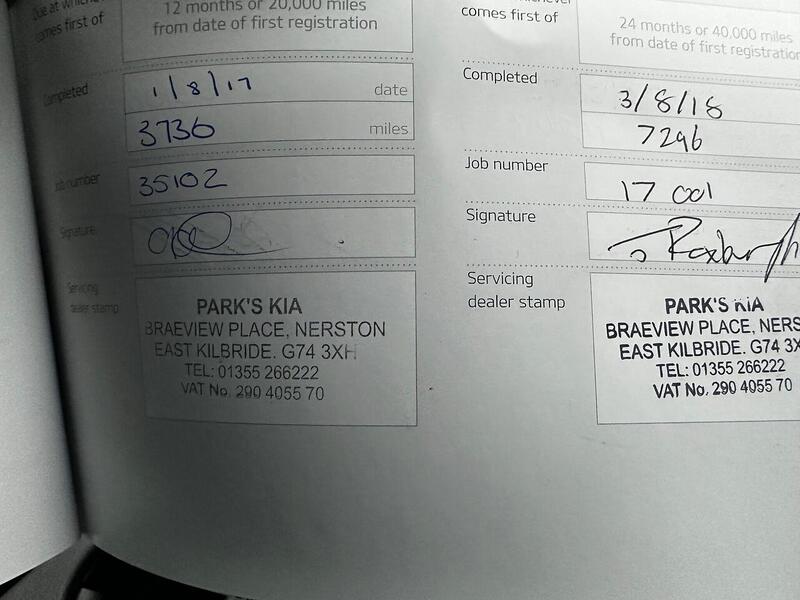 Due at whichever
comes first of
12 months or 20,000 miles
from date of first registration
Completed
1/8/17 date
3736 miles
Job number
35102
Signature
Servicing
dealer stamp
PARK'S KIA
BRAEVIEW PLACE, NERSTON
EAST KILBRIDE. G74 3XH
TEL: 01355 266222
VAT No. 290 4055 70
comes first of
24 months or 40,000 miles
from date of first registration
Completed
3/8/18
7296
Job number
17 001
Signature
J Roxburgh
Servicing
dealer stamp
PARK'S KIA
BRAEVIEW PLACE, NERS
EAST KILBRIDE. G74 3X
TEL: 01355 266222
VAT No. 290 4055 70